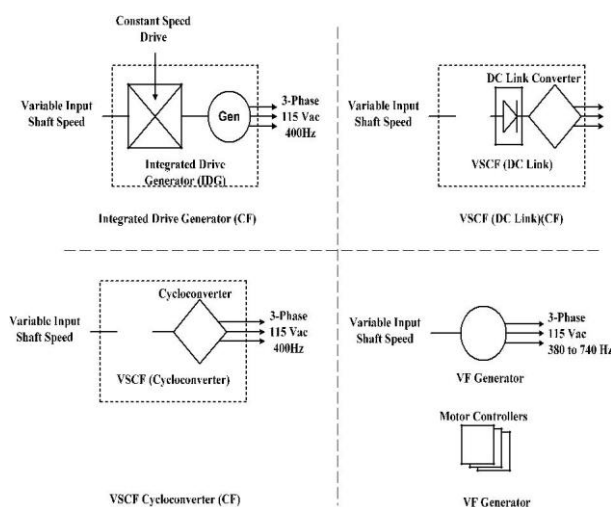 Constant Speed
Drive
Variable Input
Shaft Speed
Gen
3-Phase
115 Vac
400Hz
Integrated Drive
Generator (IDG)
Integrated Drive Generator (CF)
DC Link Converter
Variable Input
Shaft Speed
VSCF (DC Link)
VSCF (DC Link)(CF)
Cycloconverter
Variable Input
Shaft Speed
3-Phase
115 Vac
400Hz
VSCF (Cycloconverter)
VSCF Cycloconverter (CF)
Variable Input
Shaft Speed
3-Phase
115 Vac
380 to 740 Hz
VF Generator
Motor Controllers
VF Generator